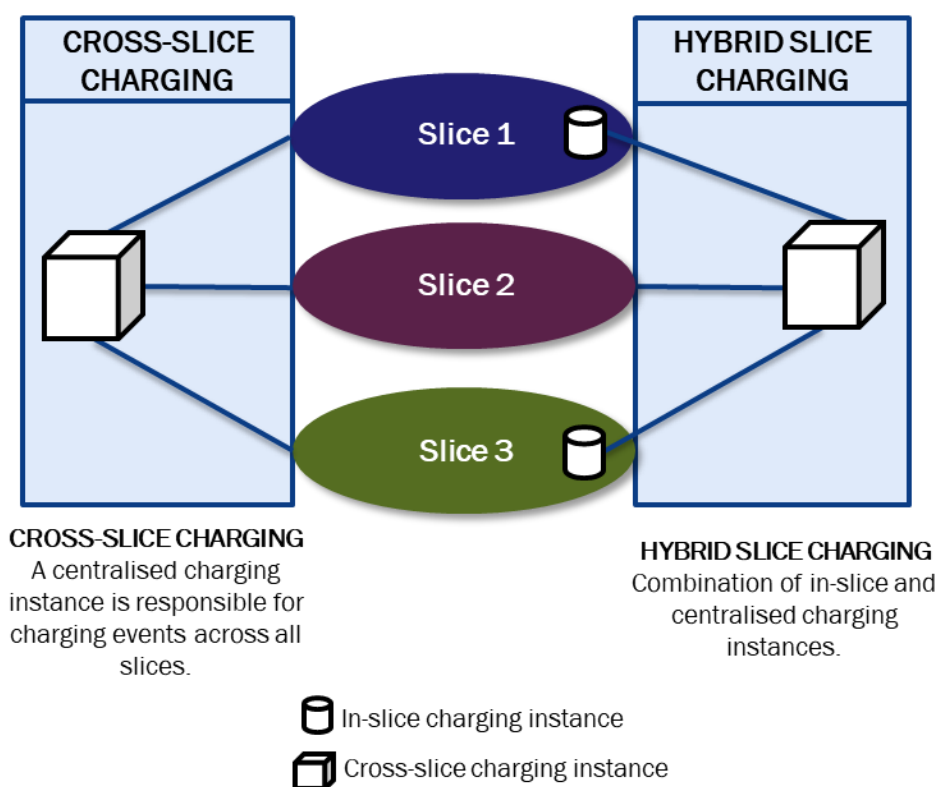 CROSS-SLICE
CHARGING
HYBRID SLICE
CHARGING
Slice 1
Slice 2
Slice 3
CROSS-SLICE CHARGING
A centralised charging
instance is responsible for
charging events across all
slices.
HYBRID SLICE CHARGING
Combination of in-slice and
centralised charging
instances.
In-slice charging instance
Cross-slice charging instance